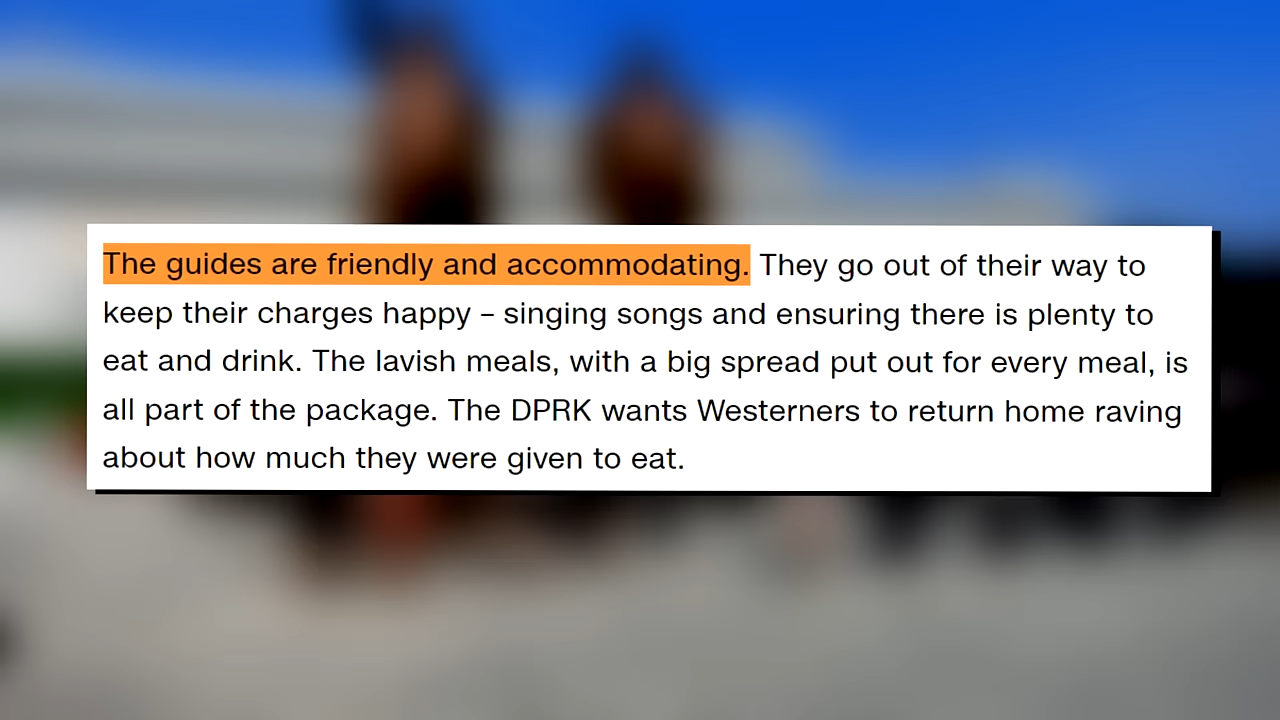 The guides are friendly and accommodating. They go out of their way to
keep their charges happy – singing songs and ensuring there is plenty to
eat and drink. The lavish meals, with a big spread put out for every meal, is
all part of the package. The DPRK wants Westerners to return home raving
about how much they were given to eat.